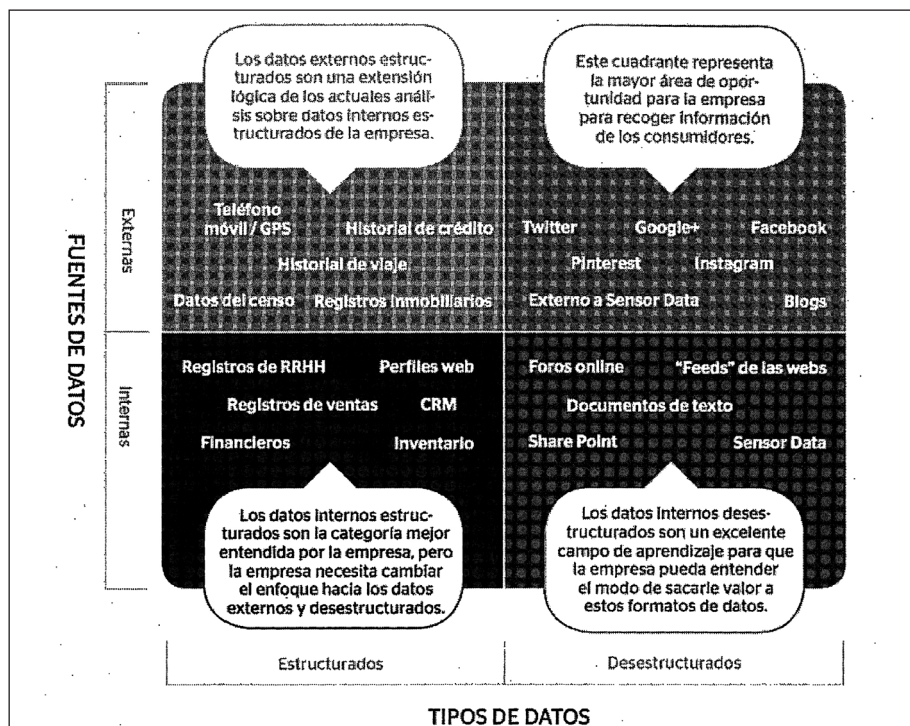 Los datos externos estruc-
turados son una extensión
lógica de los actuales análi-
sis sobre datos internos es-
tructurados de la empresa.
Este cuadrante representa
la mayor área de opor-
tunidad para la empresa
para recoger información
de los consumidores.
FUENTES DE DATOS
Externas
Teléfono
móvil / GPS
Historial de crédito
Historial de viaje
Datos del censo
Registros inmobiliarios
Twitter
Google+
Facebook
Pinterest
Instagram
Externo a Sensor Data
Blogs
Internas
Registros de RRHH
Perfiles web
Registros de ventas
CRM
Financieros
Inventario
Foros online
"Feeds" de las webs
Documentos de texto
Share Point
Sensor Data
Los datos internos estruc-
turados son la categoría mejor
entendida por la empresa, pero
la empresa necesita cambiar
el enfoque hacia los datos
externos y desestructurados.
Los datos internos deses-
tructurados son un excelente
campo de aprendizaje para que
la empresa pueda entender
el modo de sacarle valor a
estos formatos de datos.
Estructurados
Desestructurados
TIPOS DE DATOS